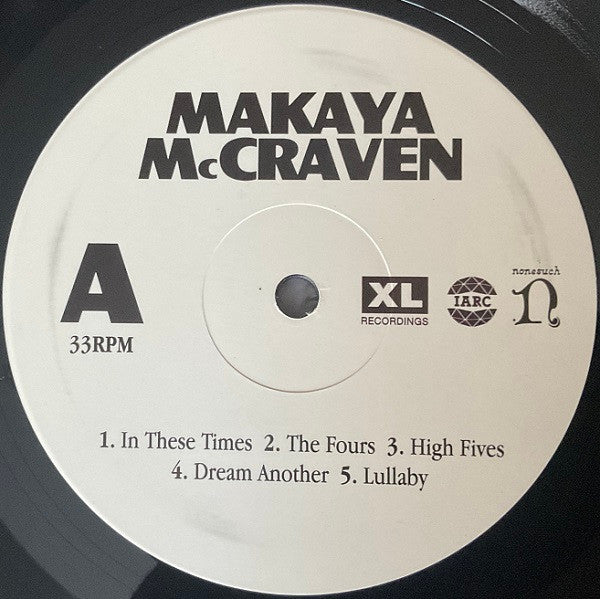 MAKAYA
McCRAVEN
A
33RPM
XL
RECORDINGS
IARC
nonesuch
n
1. In These Times 2. The Fours 3. High Fives
4. Dream Another 5. Lullaby